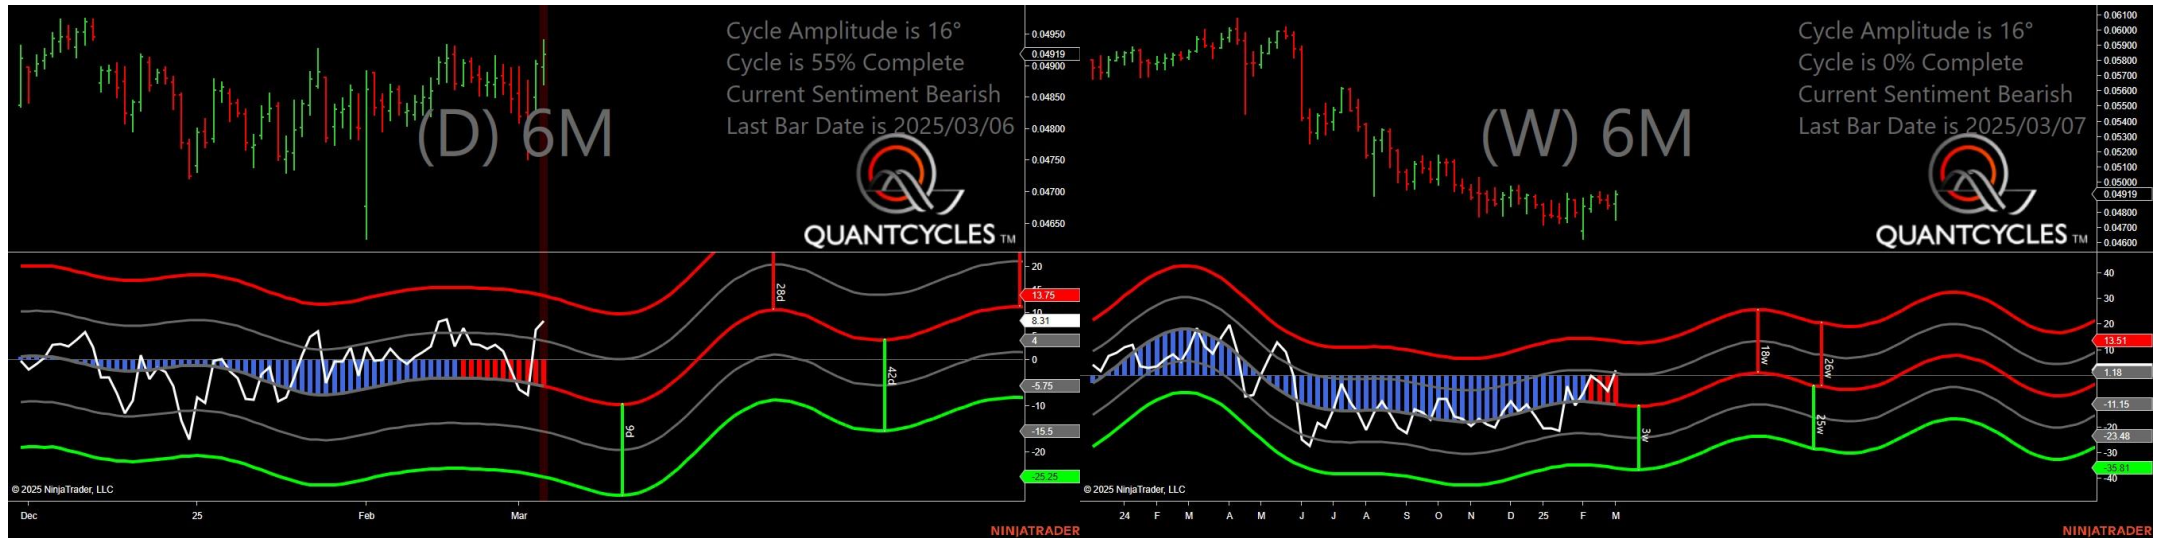 Cycle Amplitude is 16°
Cycle is 55% Complete
Current Sentiment Bearish
Last Bar Date is 2025/03/06
(D) 6M
QUANTCYCLES TM
0.04950
0.04919
0.04900
0.04850
0.04800
0.04750
0.04700
0.04650
20
13.75
10
8.31
4
0
-5.75
-10
-15.5
-20
-25.25
28d
42d
9d
© 2025 NinjaTrader, LLC
Dec 25 Feb Mar
NINJATRADER
Cycle Amplitude is 16°
Cycle is 0% Complete
Current Sentiment Bearish
Last Bar Date is 2025/03/07
(W) 6M
QUANTCYCLES TM
0.06100
0.06000
0.05900
0.05800
0.05700
0.05600
0.05500
0.05400
0.05300
0.05200
0.05100
0.05000
0.04919
0.04800
0.04700
0.04600
40
30
20
13.51
10
1.18
-11.15
-20
-23.48
-30
-35.81
-40
18w
26w
25w
3w
© 2025 NinjaTrader, LLC
24 F M A M J J A S O N D 25 F M
NINJATRADER